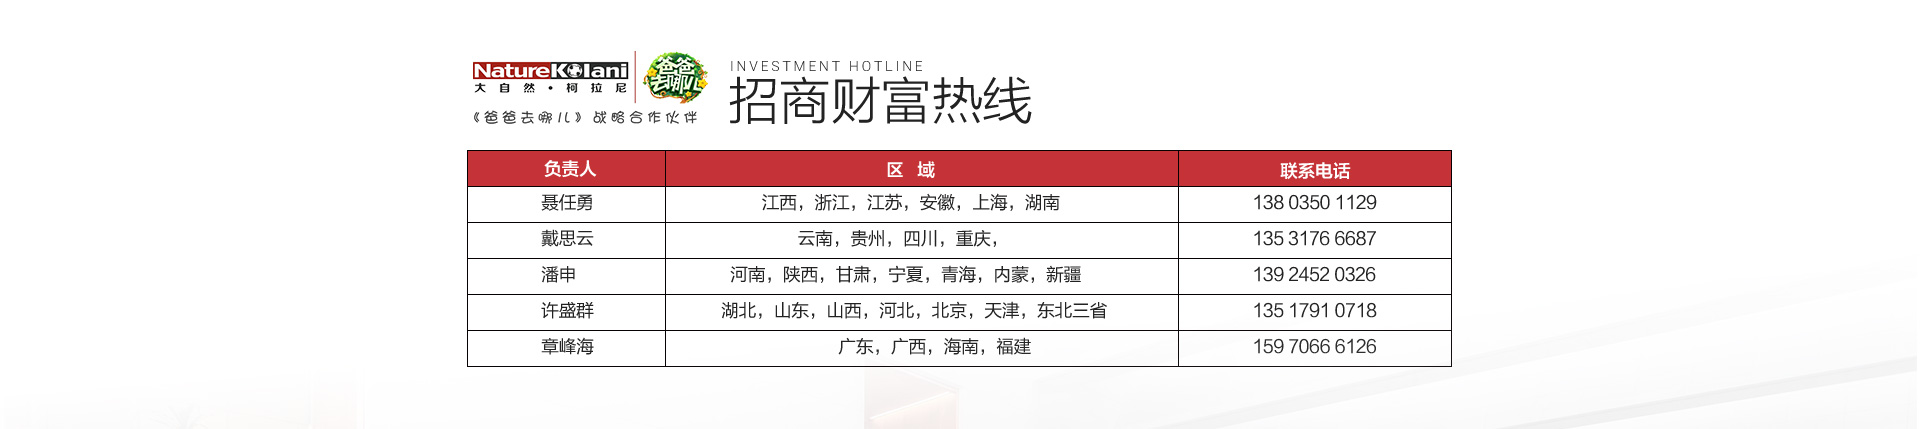 NatureKolani
大自然·柯拉尼
爸爸去哪儿
《爸爸去哪儿》战略合作伙伴
INVESTMENT HOTLINE
招商财富热线
负责人 区 域 联系电话
聂任勇 江西，浙江，江苏，安徽，上海，湖南 138 0350 1129
戴思云 云南，贵州，四川，重庆， 135 3176 6687
潘申 河南，陕西，甘肃，宁夏，青海，内蒙，新疆 139 2452 0326
许盛群 湖北，山东，山西，河北，北京，天津，东北三省 135 1791 0718
章峰海 广东，广西，海南，福建 159 7066 6126